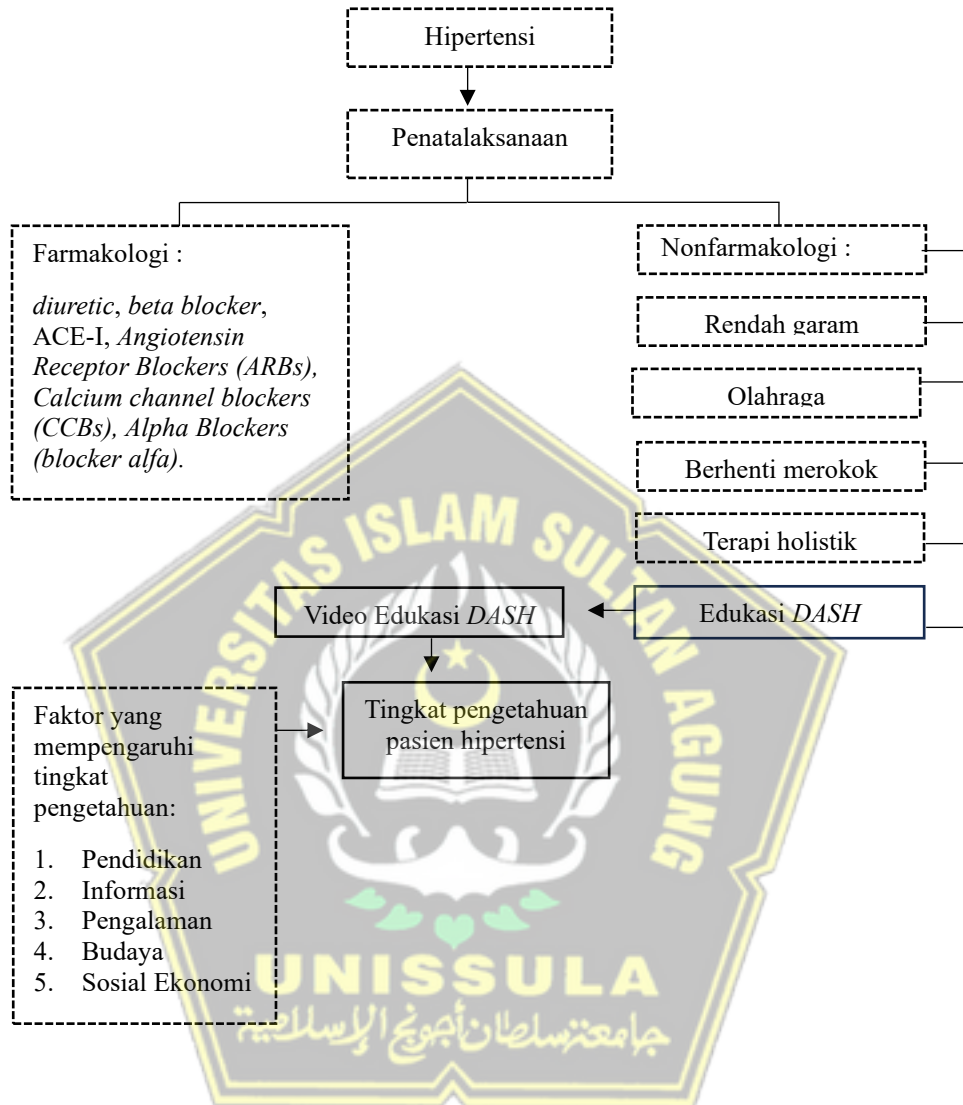 Hipertensi
Penatalaksanaan
Farmakologi :
diuretic, beta blocker,
ACE-I, Angiotensin
Receptor Blockers (ARBs),
Calcium channel blockers
(CCBs), Alpha Blockers
(blocker alfa).
Nonfarmakologi :
Rendah garam
Olahraga
Berhenti merokok
Terapi holistik
Edukasi DASH
Video Edukasi DASH
Tingkat pengetahuan
pasien hipertensi
Faktor yang
mempengaruhi
tingkat
pengetahuan:
1. Pendidikan
2. Informasi
3. Pengalaman
4. Budaya
5. Sosial Ekonomi
UNIVERSITAS ISLAM SULTAN AGUNG
UNISSULA
جامعة سلطان أجونج الإسلامية